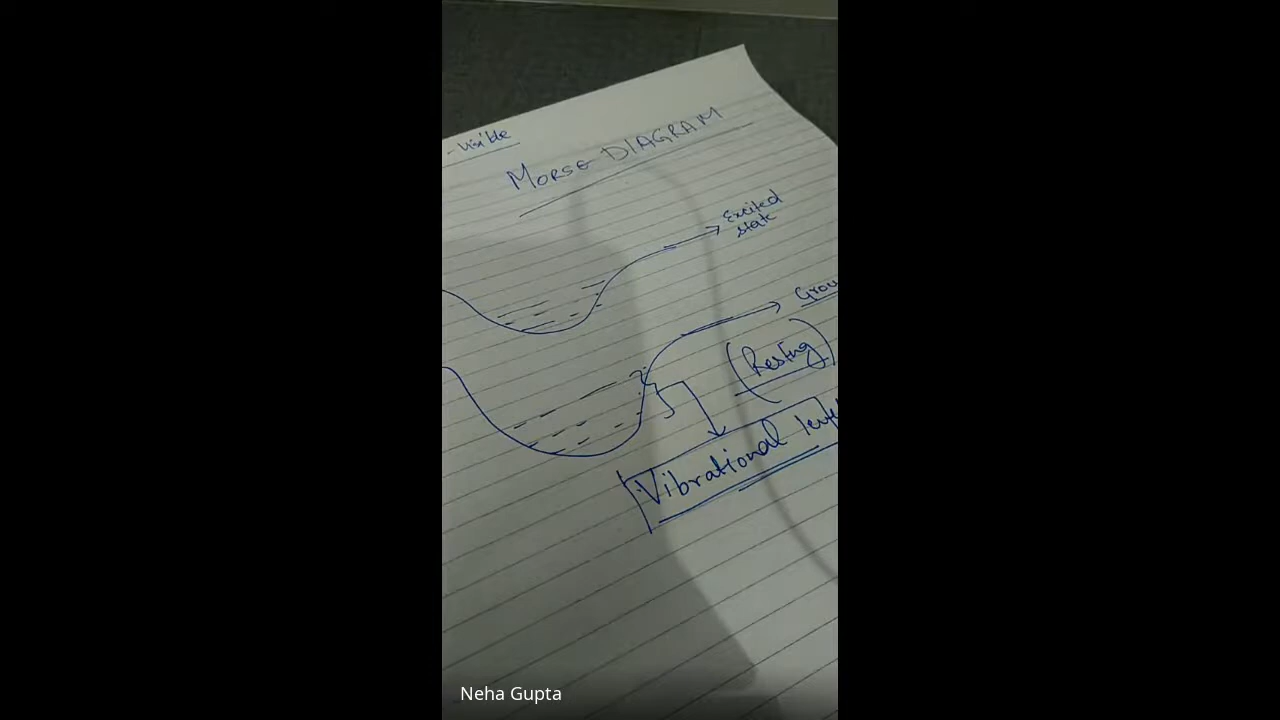 - Visible
MORSE DIAGRAM
Excited
state
Grou
(Resting)
Vibrational level
Neha Gupta